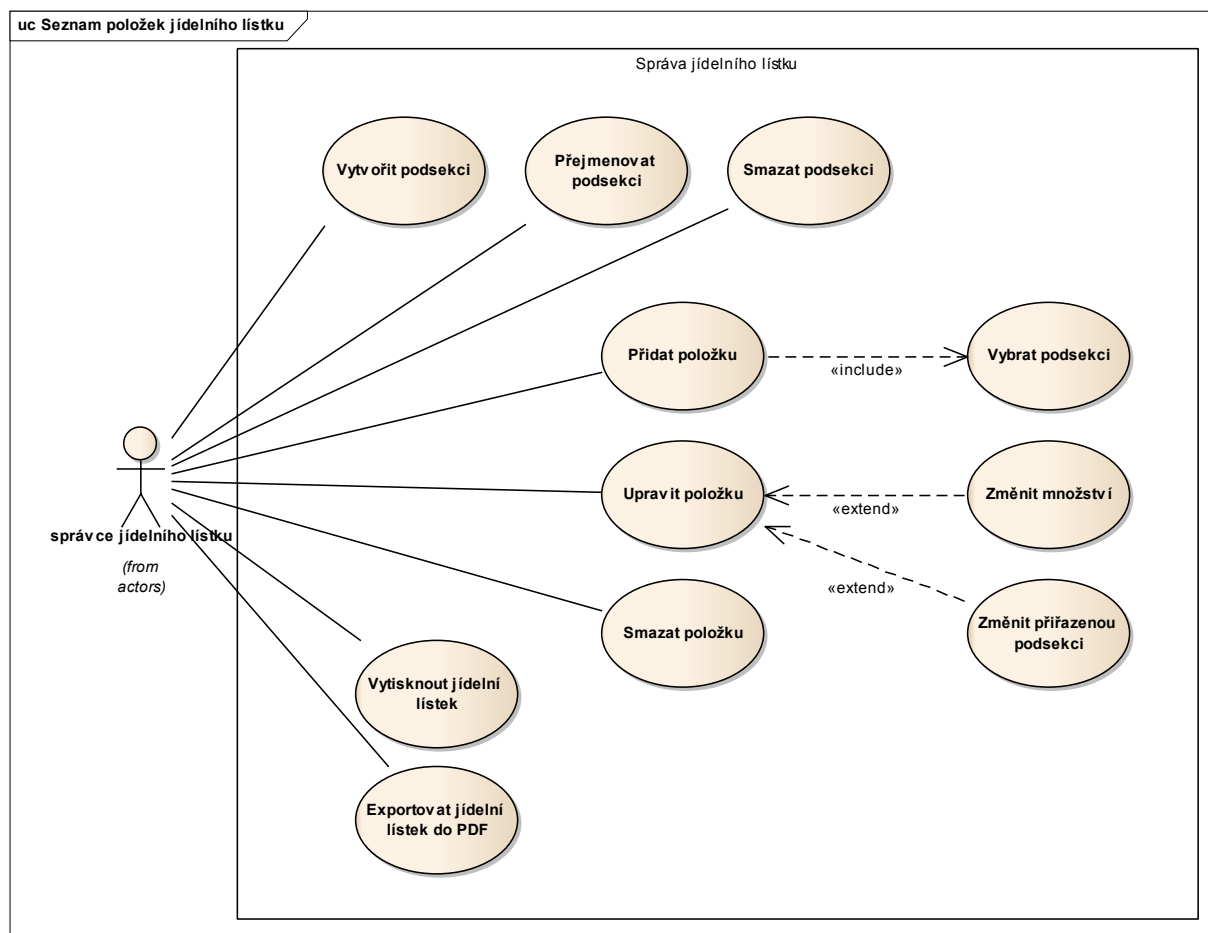 uc Seznam položek jídelního lístku
Správa jídelního lístku
Vytvořit podsekci
Přejmenovat
podsekci
Smazat podsekci
Přidat položku
«include»
Vybrat podsekci
Upravit položku
«extend»
Změnit množství
správce jídelního lístku
(from
actors)
«extend»
Smazat položku
Změnit přiřazenou
podsekci
Vytisknout jídelní
lístek
Exportovat jídelní
lístek do PDF